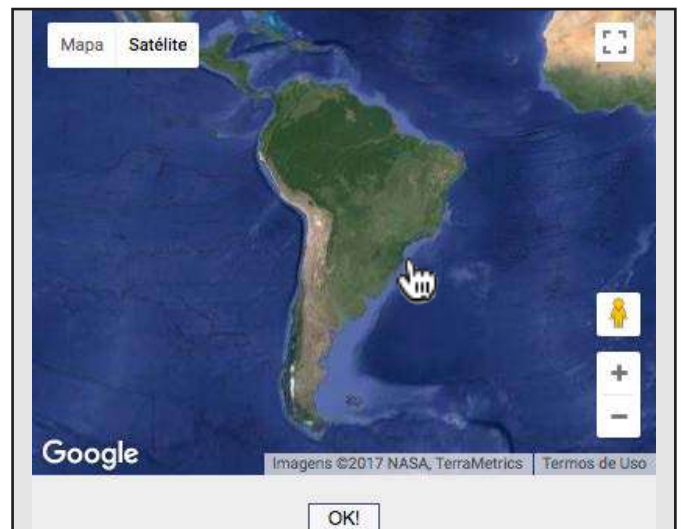 Mapa Satélite
Google
Imagens ©2017 NASA, TerraMetrics Termos de Uso
OK!